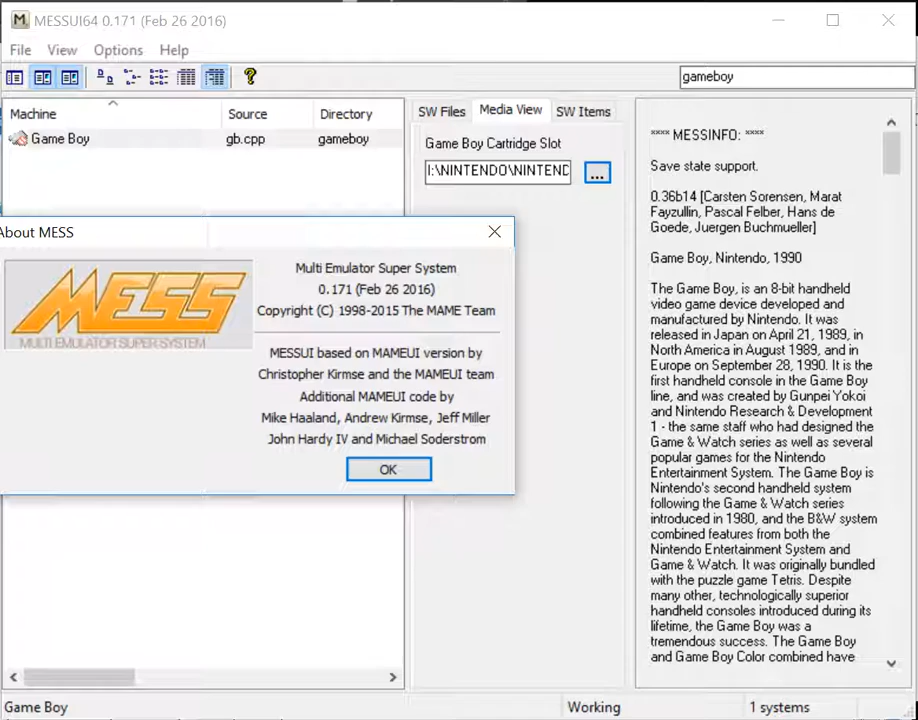 MESSUI64 0.171 (Feb 26 2016)
File View Options Help
gameboy
Machine Source Directory
Game Boy gb.cpp gameboy
SW Files Media View SW Items
Game Boy Cartridge Slot
I:\NINTENDO\NINTEND
...
About MESS
MESS
MULTI EMULATOR SUPER SYSTEM
Multi Emulator Super System
0.171 (Feb 26 2016)
Copyright (C) 1998-2015 The MAME Team
MESSUI based on MAMEUI version by
Christopher Kirmse and the MAMEUI team
Additional MAMEUI code by
Mike Haaland, Andrew Kirmse, Jeff Miller
John Hardy IV and Michael Soderstrom
OK
**** MESSINFO: ****
Save state support.
0.36b14 [Carsten Sorensen, Marat
Fayzullin, Pascal Felber, Hans de
Goede, Juergen Buchmueller]
Game Boy, Nintendo, 1990
The Game Boy, is an 8-bit handheld
video game device developed and
manufactured by Nintendo. It was
released in Japan on April 21, 1989, in
North America in August 1989, and in
Europe on September 28, 1990. It is the
first handheld console in the Game Boy
line, and was created by Gunpei Yokoi
and Nintendo Research & Development
1 - the same staff who had designed the
Game & Watch series as well as several
popular games for the Nintendo
Entertainment System. The Game Boy is
Nintendo's second handheld system
following the Game & Watch series
introduced in 1980, and the B&W system
combined features from both the
Nintendo Entertainment System and
Game & Watch. It was originally bundled
with the puzzle game Tetris. Despite
many other, technologically superior
handheld consoles introduced during its
lifetime, the Game Boy was a
tremendous success. The Game Boy
and Game Boy Color combined have
Game Boy Working 1 systems